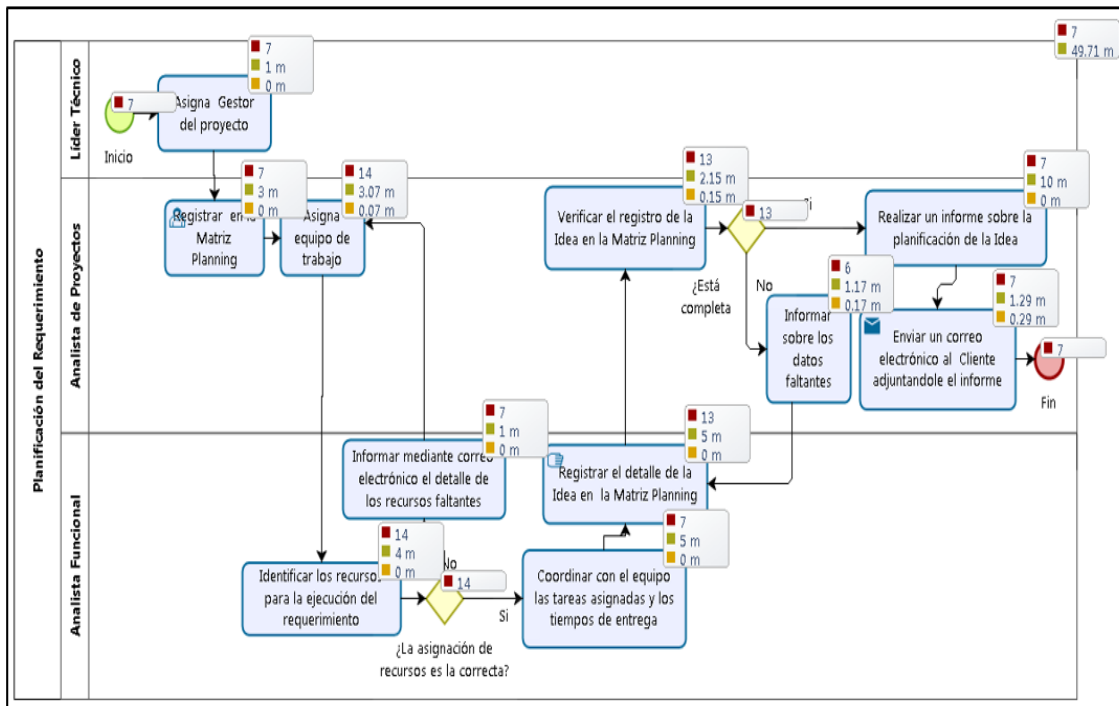 Planificación del Requerimiento
Líder Técnico
7
49.71 m
7
Inicio
Asigna Gestor
del proyecto
7
1 m
0 m
Analista de Proyectos
Registrar en
Matriz
Planning
7
3 m
0 m
Asigna
equipo de
trabajo
14
3.07 m
0.07 m
Verificar el registro de la
Idea en la Matriz Planning
13
2.15 m
0.15 m
13
¿Está
completa
No
Realizar un informe sobre la
planificación de la Idea
7
10 m
0 m
Informar
sobre los
datos
faltantes
6
1.17 m
0.17 m
Enviar un correo
electrónico al Cliente
adjuntandole el informe
7
1.29 m
0.29 m
7
Fin
Analista Funcional
Informar mediante correo
electrónico el detalle de
los recursos faltantes
7
1 m
0 m
Registrar el detalle de la
Idea en la Matriz Planning
13
5 m
0 m
Identificar los recursos
para la ejecución del
requerimiento
14
4 m
0 m
No
14
Si
¿La asignación de
recursos es la correcta?
Coordinar con el equipo
las tareas asignadas y los
tiempos de entrega
7
5 m
0 m